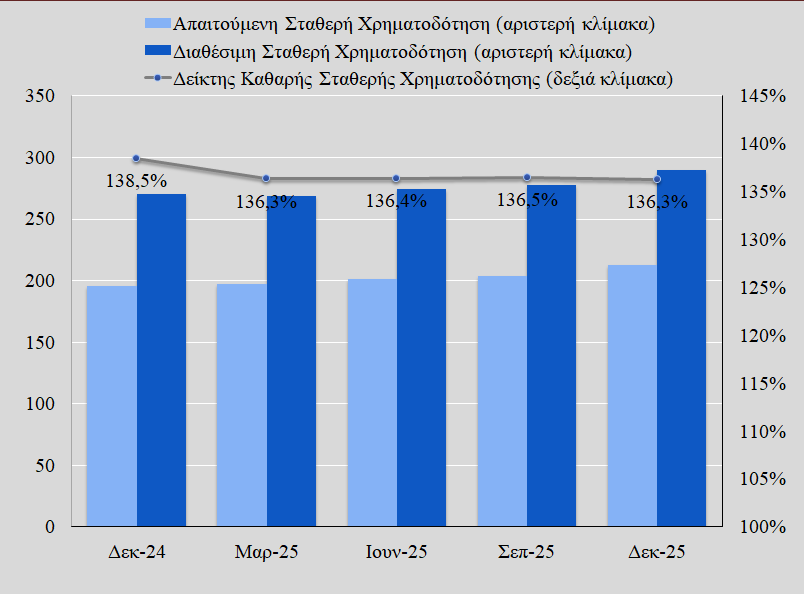 Απαιτούμενη Σταθερή Χρηματοδότηση (αριστερή κλίμακα)
Διαθέσιμη Σταθερή Χρηματοδότηση (αριστερή κλίμακα)
Δείκτης Καθαρής Σταθερής Χρηματοδότησης (δεξιά κλίμακα)
350 145%
300 140%
250 135%
200 130%
150 125%
100 120%
50 115%
0 110%
105%
100%
138,5% 136,3% 136,4% 136,5% 136,3%
Δεκ-24 Μαρ-25 Ιουν-25 Σεπ-25 Δεκ-25